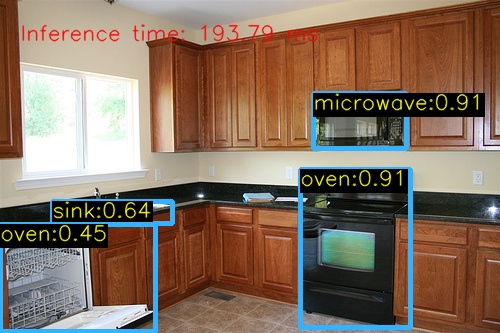 Inference time: 193.79 ms
microwave:0.91
oven:0.91
sink:0.64
oven:0.45